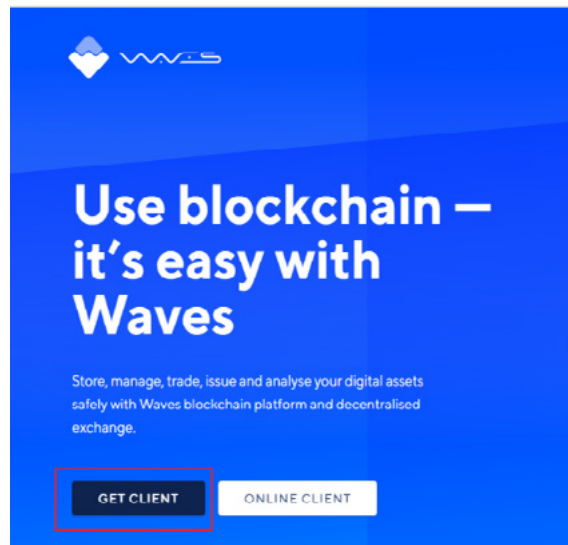 WAVES
Use blockchain —
it's easy with
Waves
Store, manage, trade, issue and analyse your digital assets
safely with Waves blockchain platform and decentralised
exchange.
GET CLIENT
ONLINE CLIENT